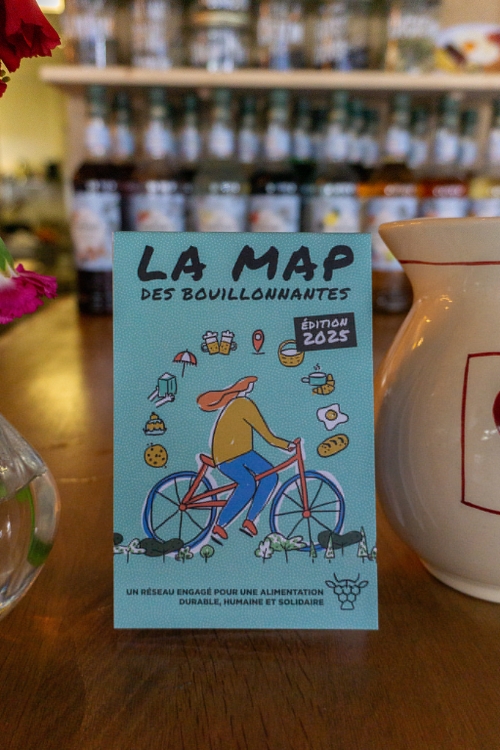 LA MAP
DES BOUILLONNANTES
ÉDITION
2025
UN RÉSEAU ENGAGÉ POUR UNE ALIMENTATION
DURABLE, HUMAINE ET SOLIDAIRE